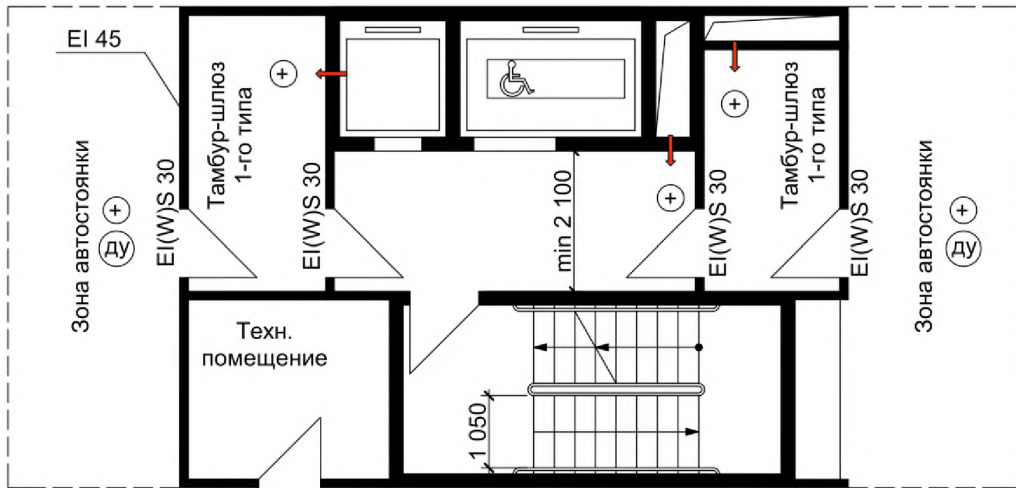 EI 45
Зона автостоянки
+
ду
EI(W)S 30
Тамбур-шлюз
1-го типа
+
EI(W)S 30
min 2 100
+
EI(W)S 30
+
Тамбур-шлюз
1-го типа
EI(W)S 30
Зона автостоянки
+
ду
Техн.
помещение
1 050